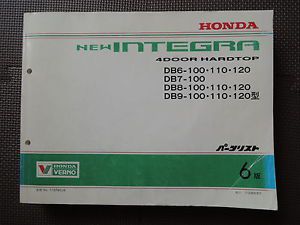 HONDA
NEW INTEGRA
4DOOR HARDTOP
DB6-100・110・120
DB7-100
DB8-100・110・120
DB9-100・110・120型
パーツリスト
HONDA
VERNO
6版